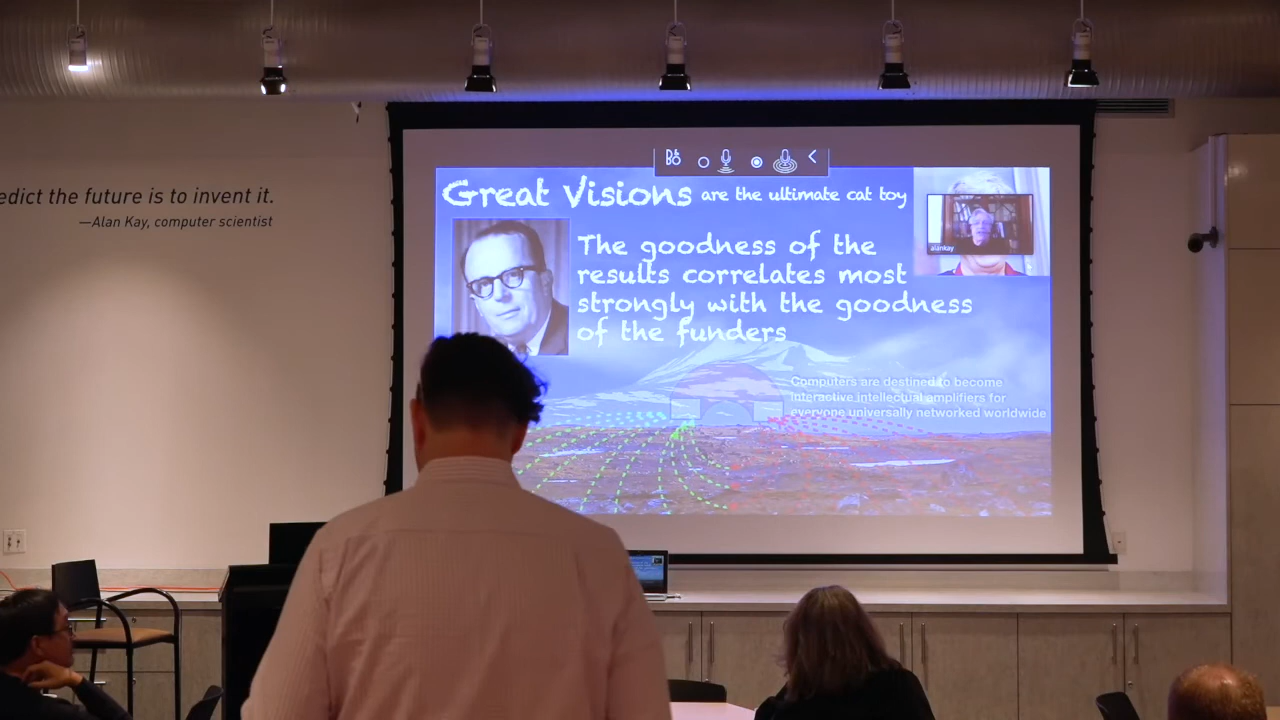 edict the future is to invent it.
—Alan Kay, computer scientist
Great Visions are the ultimate cat toy
The goodness of the
results correlates most
strongly with the goodness
of the funders
alankay
Computers are destined to become
interactive intellectual amplifiers for
everyone universally networked worldwide